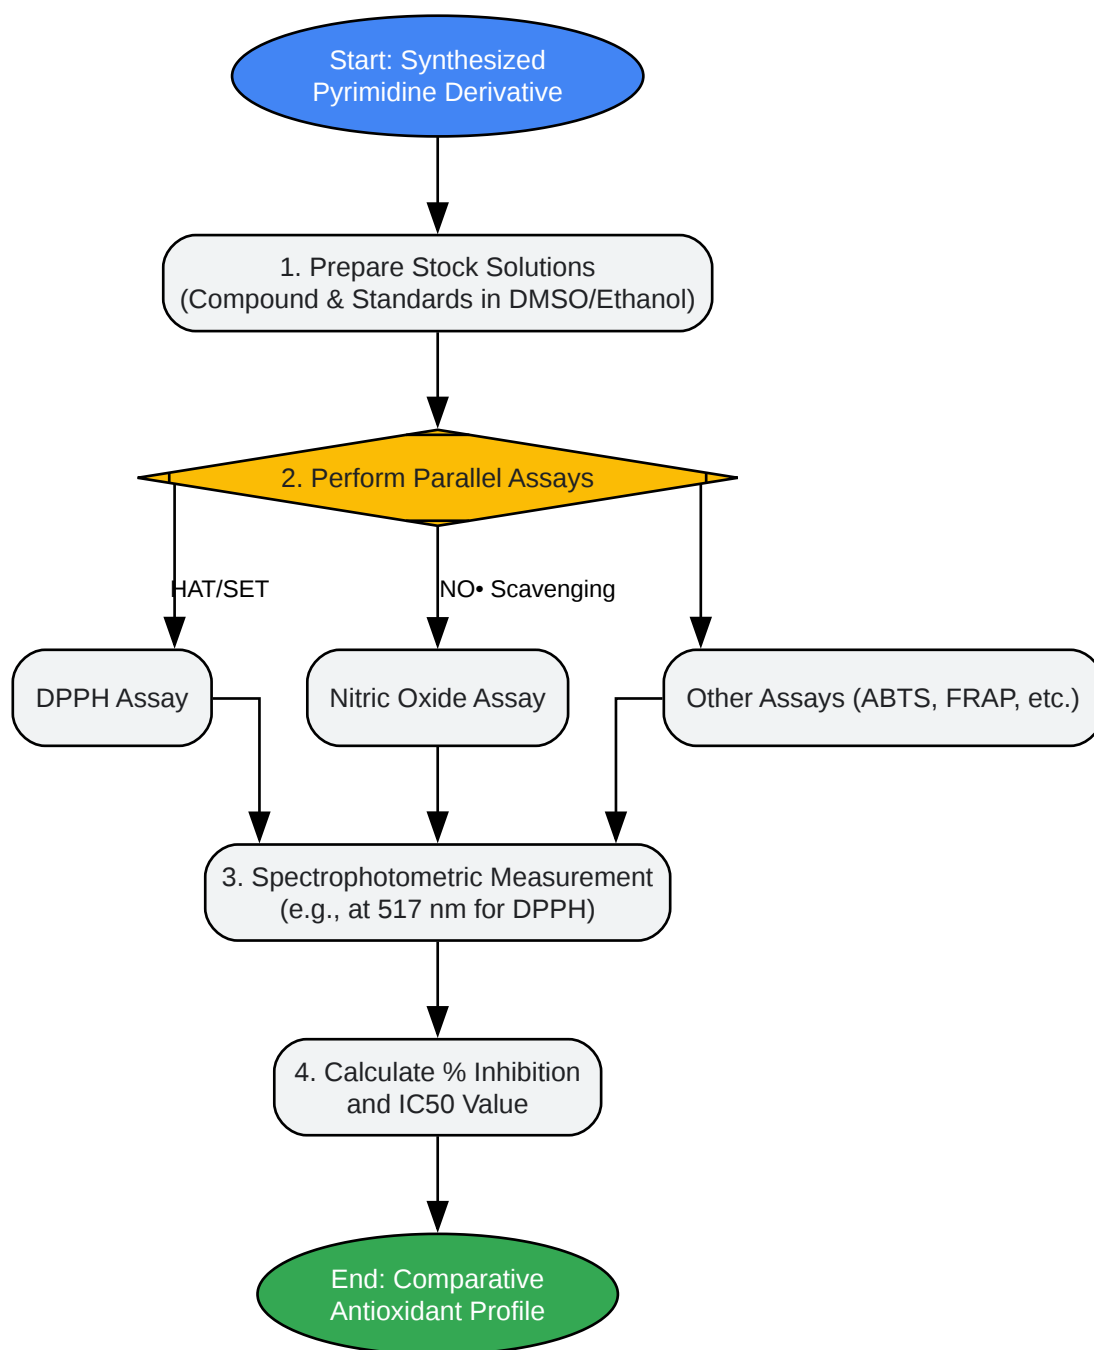 Start: Synthesized
Pyrimidine Derivative
1. Prepare Stock Solutions
(Compound & Standards in DMSO/Ethanol)
2. Perform Parallel Assays
HAT/SET
NO• Scavenging
DPPH Assay
Nitric Oxide Assay
Other Assays (ABTS, FRAP, etc.)
3. Spectrophotometric Measurement
(e.g., at 517 nm for DPPH)
4. Calculate % Inhibition
and IC50 Value
End: Comparative
Antioxidant Profile